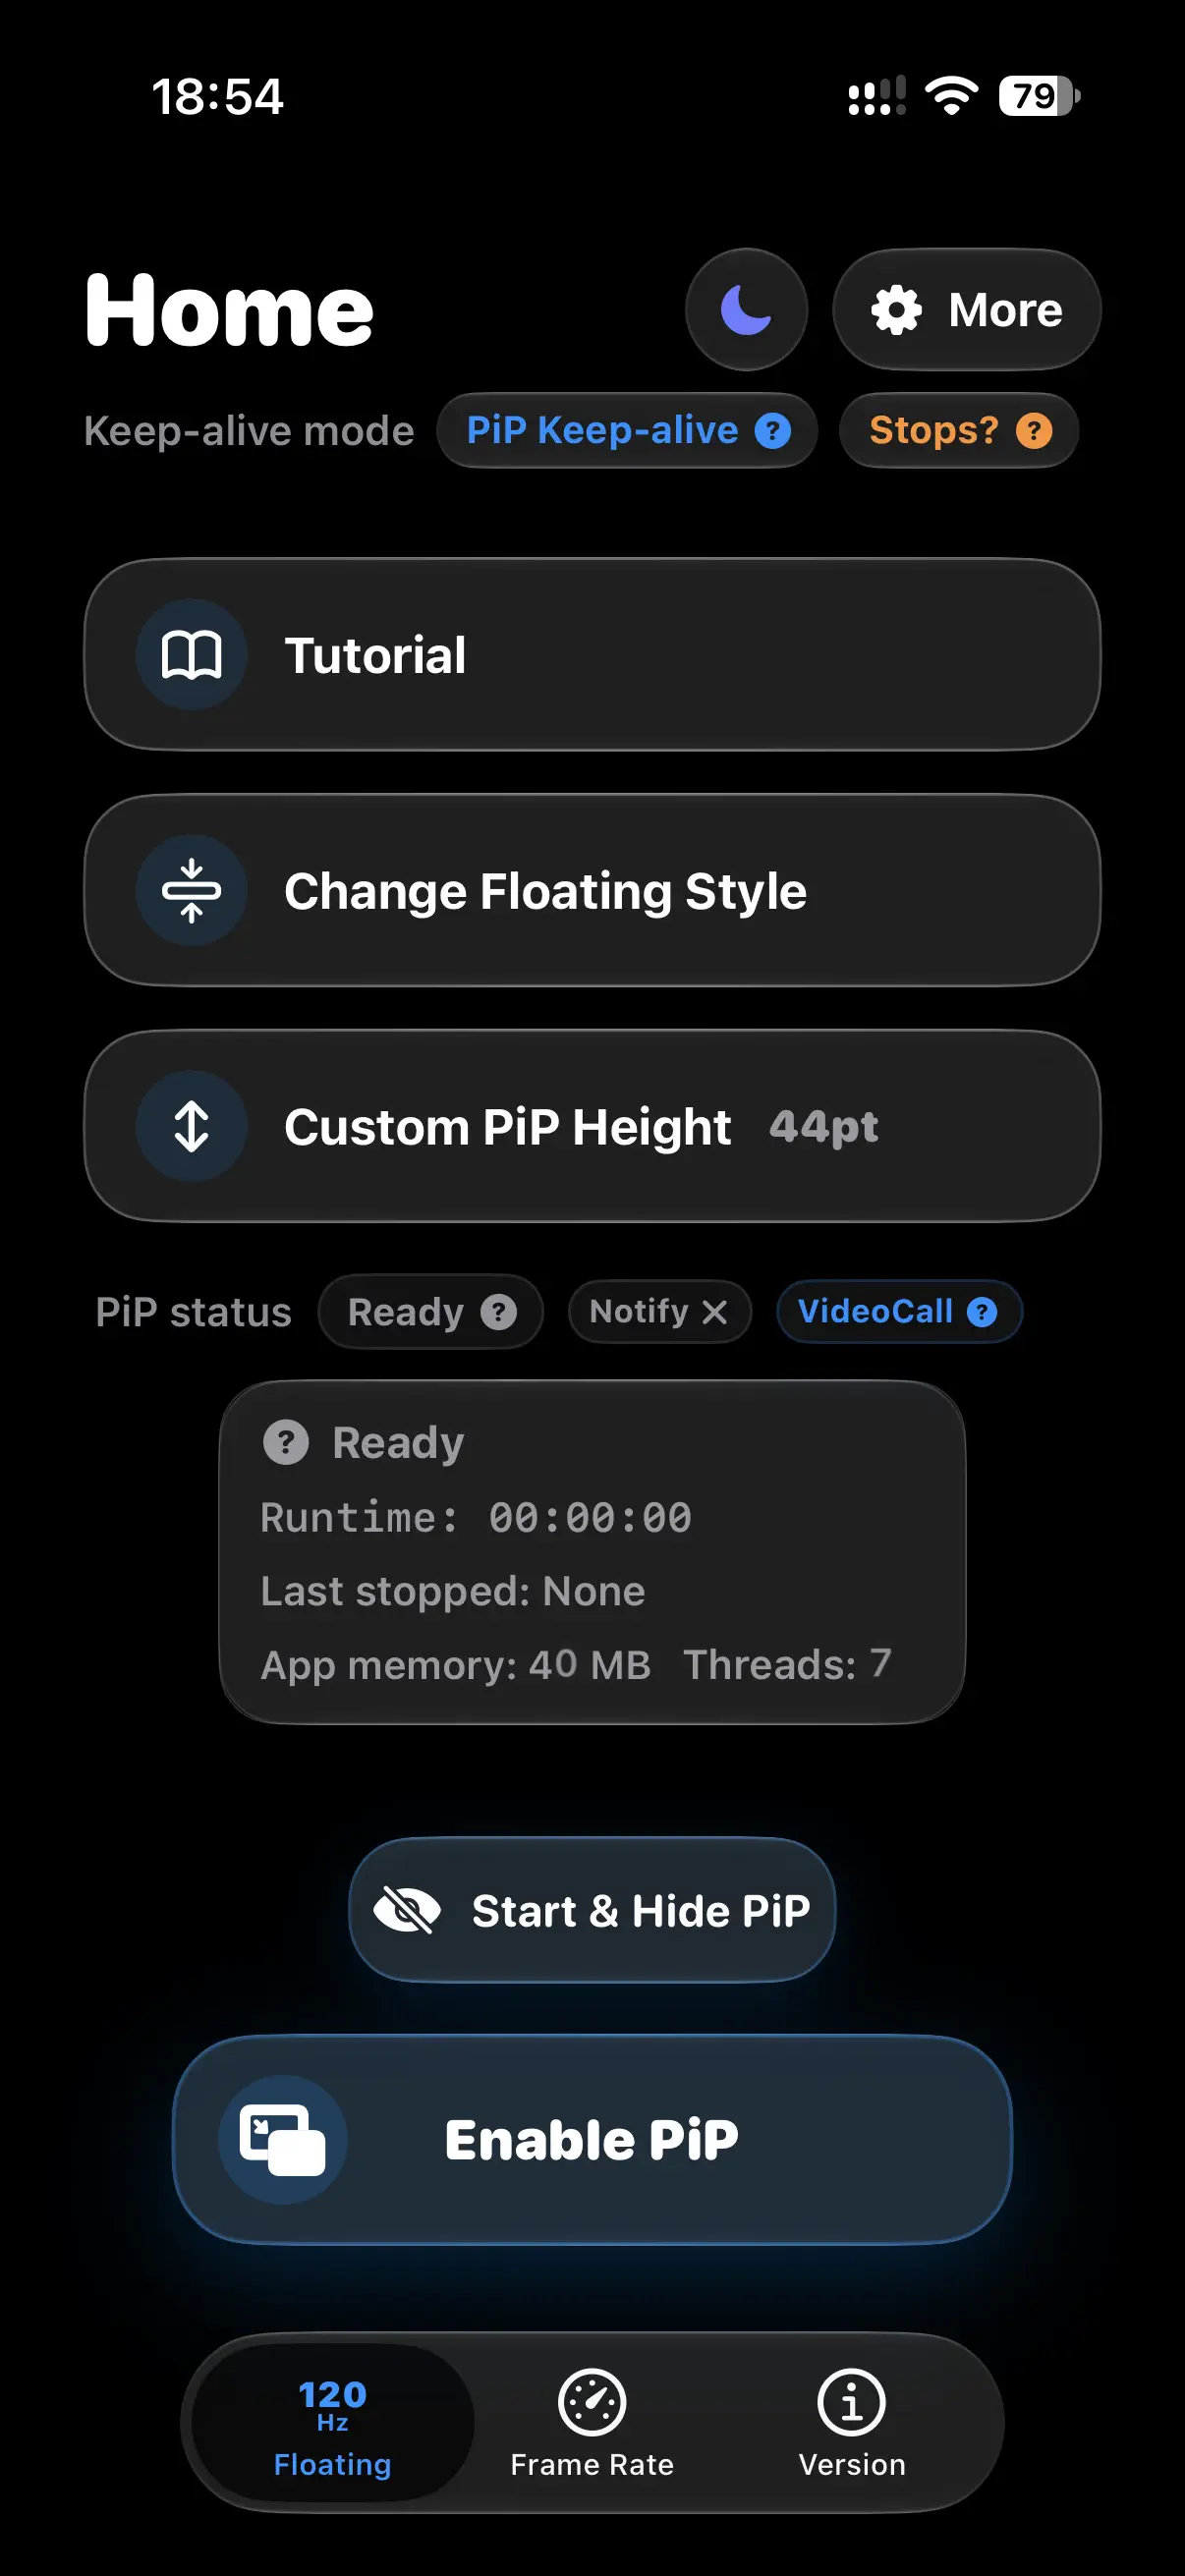 18:54
79
Home
More
Keep-alive mode
PiP Keep-alive ?
Stops? ?
Tutorial
Change Floating Style
Custom PiP Height 44pt
PiP status
Ready ?
Notify
VideoCall ?
? Ready
Runtime: 00:00:00
Last stopped: None
App memory: 40 MB Threads: 7
Start & Hide PiP
Enable PiP
120
Hz
Floating
Frame Rate
Version